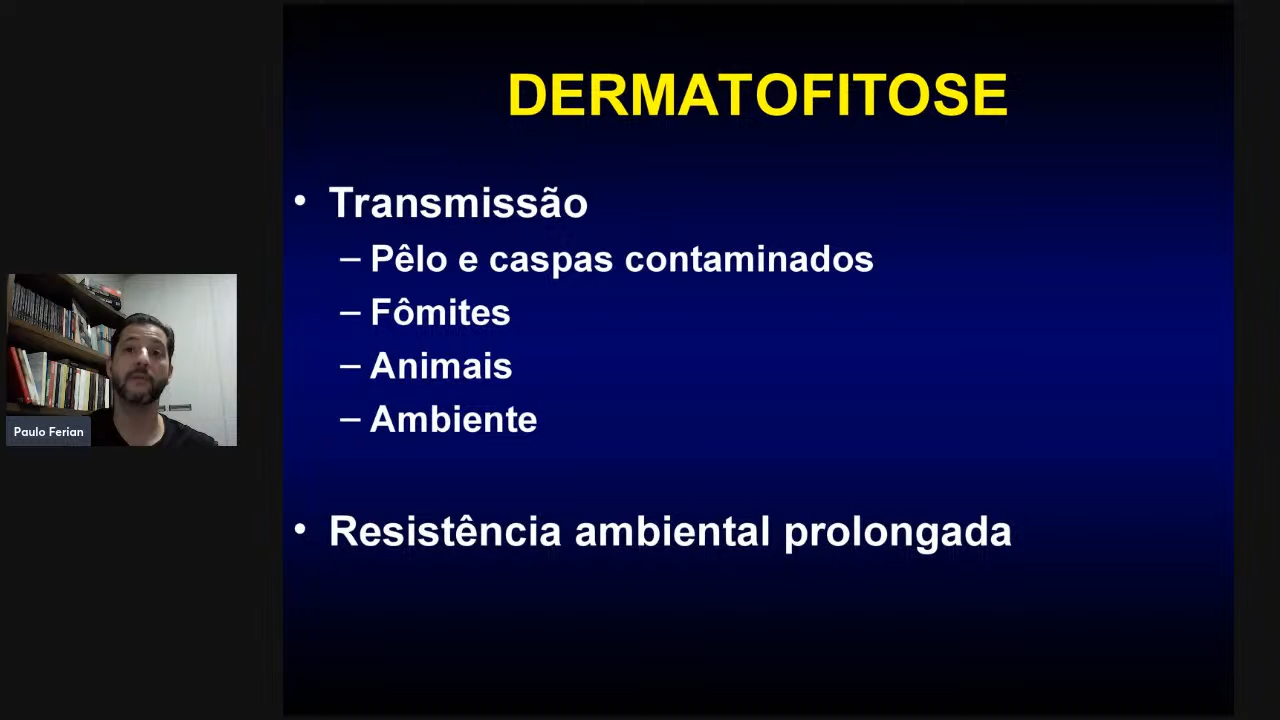 DERMATOFITOSE
• Transmissão
– Pêlo e caspas contaminados
– Fômites
– Animais
– Ambiente
• Resistência ambiental prolongada
Paulo Ferian